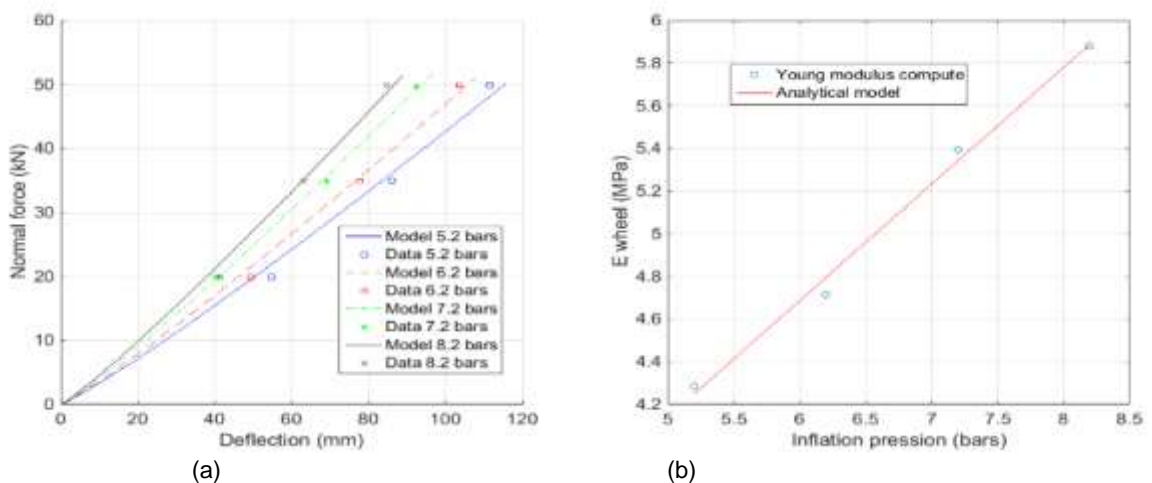 60
50
40
30
20
10
0
0 20 40 60 80 100 120
Normal force (kN)
Deflection (mm)
Model 5.2 bars
Data 5.2 bars
Model 6.2 bars
Data 6.2 bars
Model 7.2 bars
Data 7.2 bars
Model 8.2 bars
Data 8.2 bars
(a)
6
5.8
5.6
5.4
5.2
5
4.8
4.6
4.4
4.2
5 5.5 6 6.5 7 7.5 8 8.5
E wheel (MPa)
Inflation pression (bars)
Young modulus compute
Analytical model
(b)